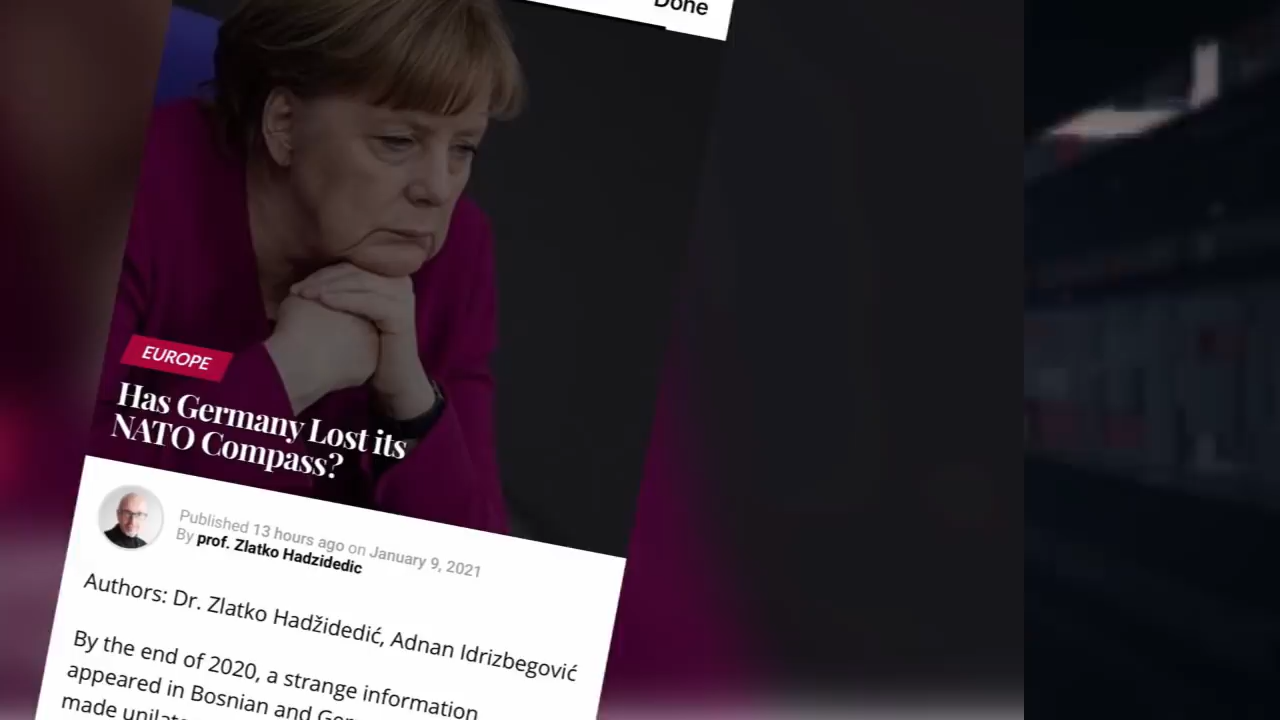 Done
EUROPE
Has Germany Lost its
NATO Compass?
Published 13 hours ago on January 9, 2021
By prof. Zlatko Hadzidedic
Authors: Dr. Zlatko Hadžidedić, Adnan Idrizbegović
By the end of 2020, a strange information
appeared in Bosnian and
made